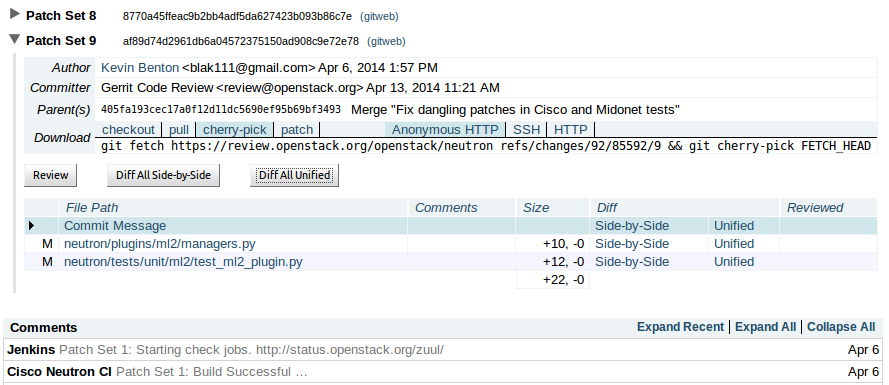 Patch Set 8 8770a45ffeac9b2bb4adf5da627423b093b86c7e (gitweb)
Patch Set 9 af89d74d2961db6a04572375150ad908c9e72e78 (gitweb)
Author Kevin Benton <blak111@gmail.com> Apr 6, 2014 1:57 PM
Committer Gerrit Code Review <review@openstack.org> Apr 13, 2014 11:21 AM
Parent(s) 405fa193cec17a0f12d11dc5690ef95b69bf3493 Merge "Fix dangling patches in Cisco and Midonet tests"
Download checkout pull cherry-pick patch Anonymous HTTP SSH HTTP
git fetch https://review.openstack.org/openstack/neutron refs/changes/92/85592/9 && git cherry-pick FETCH_HEAD
Review Diff All Side-by-Side Diff All Unified
File Path Comments Size Diff Reviewed
Commit Message Side-by-Side Unified
M neutron/plugins/ml2/managers.py +10, -0 Side-by-Side Unified
M neutron/tests/unit/ml2/test_ml2_plugin.py +12, -0 Side-by-Side Unified
+22, -0
Comments Expand Recent Expand All Collapse All
Jenkins Patch Set 1: Starting check jobs. http://status.openstack.org/zuul/ Apr 6
Cisco Neutron CI Patch Set 1: Build Successful … Apr 6